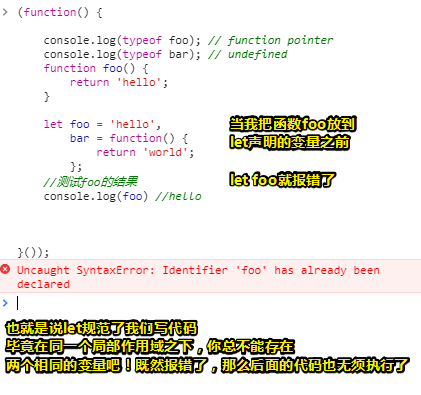 (function() {
console.log(typeof foo); // function pointer
console.log(typeof bar); // undefined
function foo() {
return 'hello';
}
let foo = 'hello',
bar = function() {
return 'world';
};
//测试foo的结果
console.log(foo) //hello
当我把函数foo放到
let声明的变量之前
let foo就报错了
}());
Uncaught SyntaxError: Identifier 'foo' has already been
declared
也就是说let规范了我们写代码
毕竟在同一个局部作用域之下，你总不能存在
两个相同的变量吧！既然报错了，那么后面的代码也无须执行了